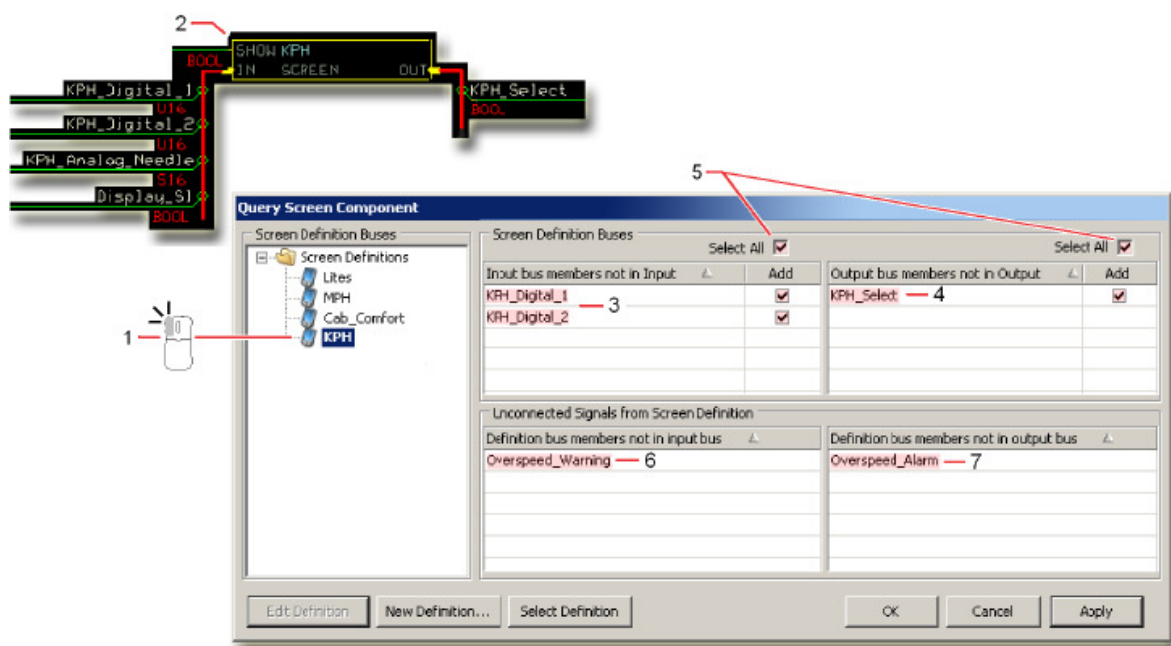 2
SHOW KPH
BOOL
IN SCREEN OUT
KPH_Digital_1
U16
KPH_Select
BOOL
KPH_Digital_2
U16
KPH_Analog_Needle
S16
Display_SI
BOOL
5
Query Screen Component
Screen Definition Buses
Screen Definitions
Lites
MPH
Cab_Comfort
KPH
1
Screen Definition Buses
Select All
Select All
Input bus members not in Input
Add
Output bus members not in Output
Add
KPH_Digital_1
3
KPH_Digital_2
KPH_Select
4
Unconnected Signals from Screen Definition
Definition bus members not in input bus
Definition bus members not in output bus
Overspeed_Warning
6
Overspeed_Alarm
7
Edit Definition
New Definition...
Select Definition
OK
Cancel
Apply